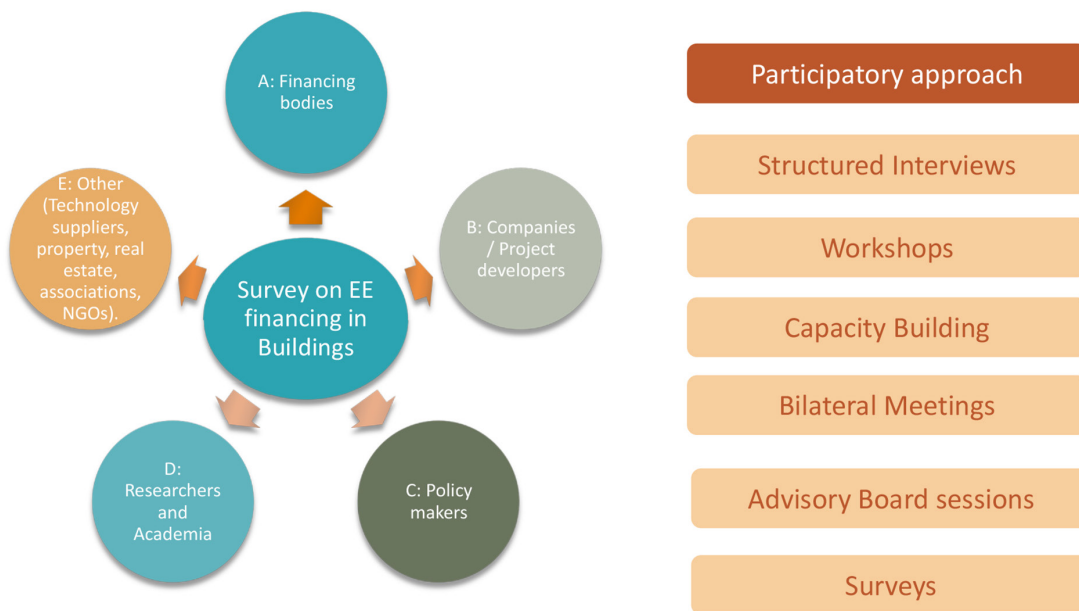 A: Financing
bodies
E: Other
(Technology
suppliers,
property, real
estate,
associations,
NGOs).
B: Companies
/ Project
developers
Survey on EE
financing in
Buildings
D:
Researchers
and
Academia
C: Policy
makers
Participatory approach
Structured Interviews
Workshops
Capacity Building
Bilateral Meetings
Advisory Board sessions
Surveys